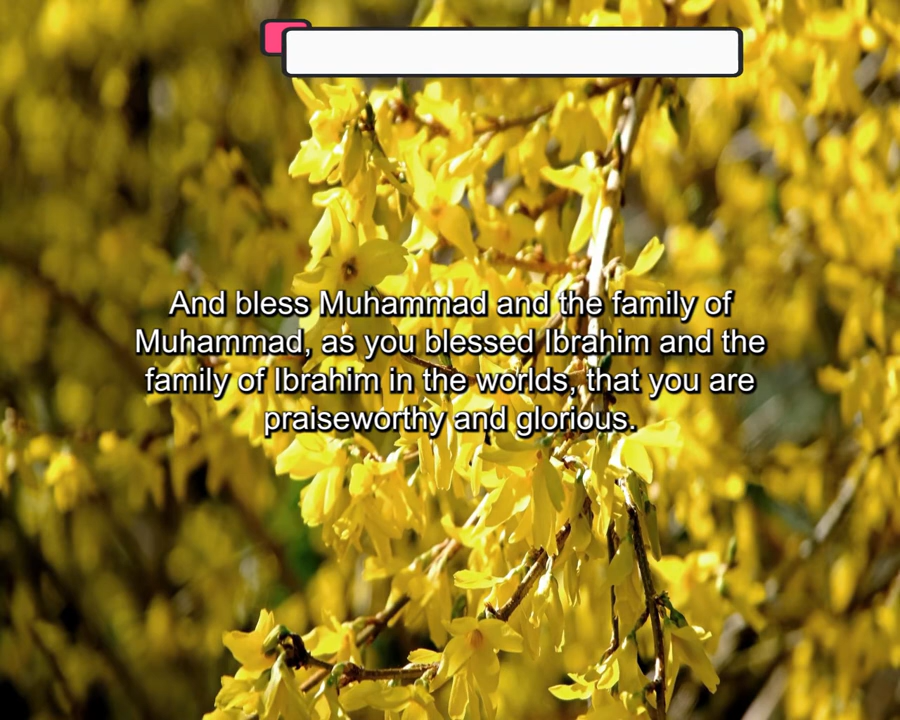 And bless Muhammad and the family of
Muhammad, as you blessed Ibrahim and the
family of Ibrahim in the worlds, that you are
praiseworthy and glorious.